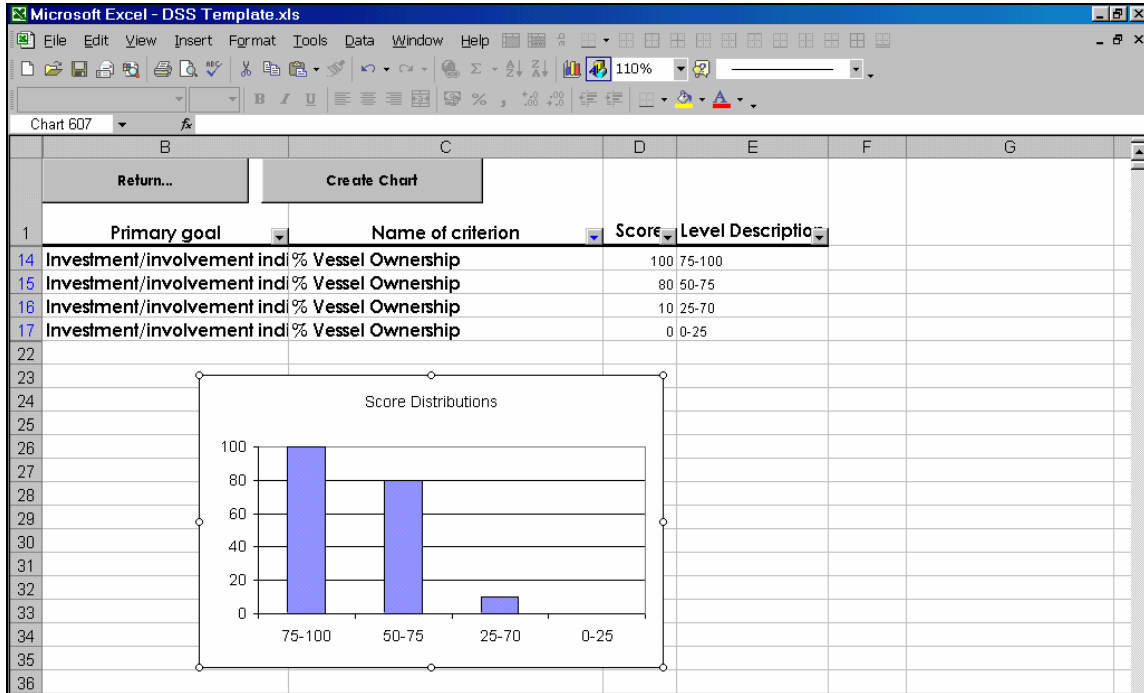 Microsoft Excel - DSS Template.xls
File Edit View Insert Format Tools Data Window Help
110%
B I U % ,
Chart 607 fx
B C D E F G
Return... Create Chart
1 Primary goal Name of criterion Score Level Descriptio
14 Investment/involvement indi % Vessel Ownership 100 75-100
15 Investment/involvement indi % Vessel Ownership 80 50-75
16 Investment/involvement indi % Vessel Ownership 10 25-70
17 Investment/involvement indi % Vessel Ownership 0 0-25
22
23
24
25
26
27
28
29
30
31
32
33
34
35
36
Score Distributions
100
80
60
40
20
0
75-100 50-75 25-70 0-25